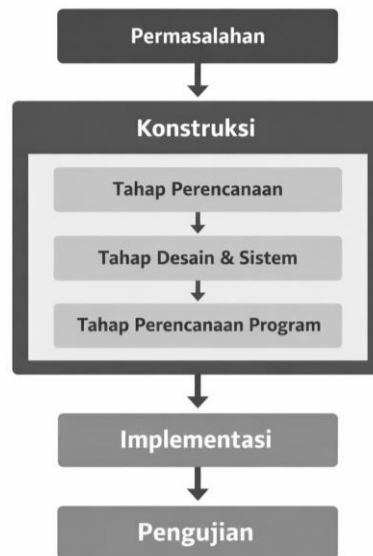 Permasalahan
Konstruksi
Tahap Perencanaan
Tahap Desain & Sistem
Tahap Perencanaan Program
Implementasi
Pengujian